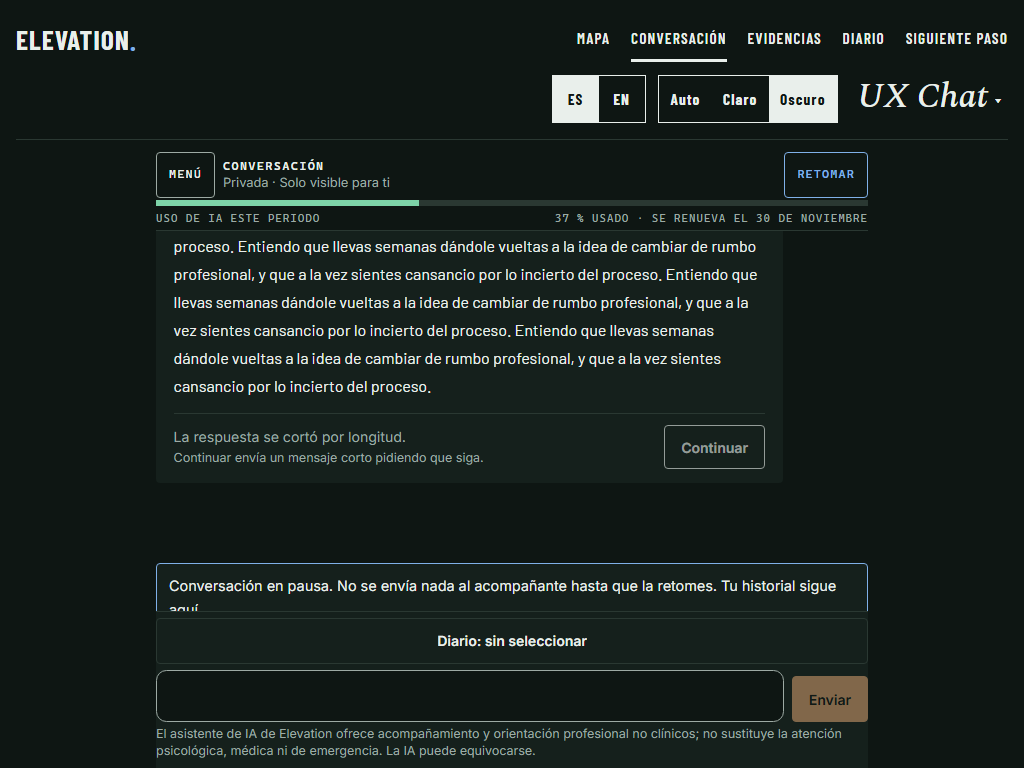 ELEVATION.
MAPA CONVERSACIÓN EVIDENCIAS DIARIO SIGUIENTE PASO
ES EN Auto Claro Oscuro UX Chat
MENÚ
CONVERSACIÓN
Privada · Solo visible para ti
RETOMAR
USO DE IA ESTE PERIODO
37 % USADO · SE RENUEVA EL 30 DE NOVIEMBRE
proceso. Entiendo que llevas semanas dándole vueltas a la idea de cambiar de rumbo
profesional, y que a la vez sientes cansancio por lo incierto del proceso. Entiendo que
llevas semanas dándole vueltas a la idea de cambiar de rumbo profesional, y que a la
vez sientes cansancio por lo incierto del proceso. Entiendo que llevas semanas
dándole vueltas a la idea de cambiar de rumbo profesional, y que a la vez sientes
cansancio por lo incierto del proceso.
La respuesta se cortó por longitud.
Continuar envía un mensaje corto pidiendo que siga.
Continuar
Conversación en pausa. No se envía nada al acompañante hasta que la retomes. Tu historial sigue
aquí
Diario: sin seleccionar
Enviar
El asistente de IA de Elevation ofrece acompañamiento y orientación profesional no clínicos; no sustituye la atención
psicológica, médica ni de emergencia. La IA puede equivocarse.